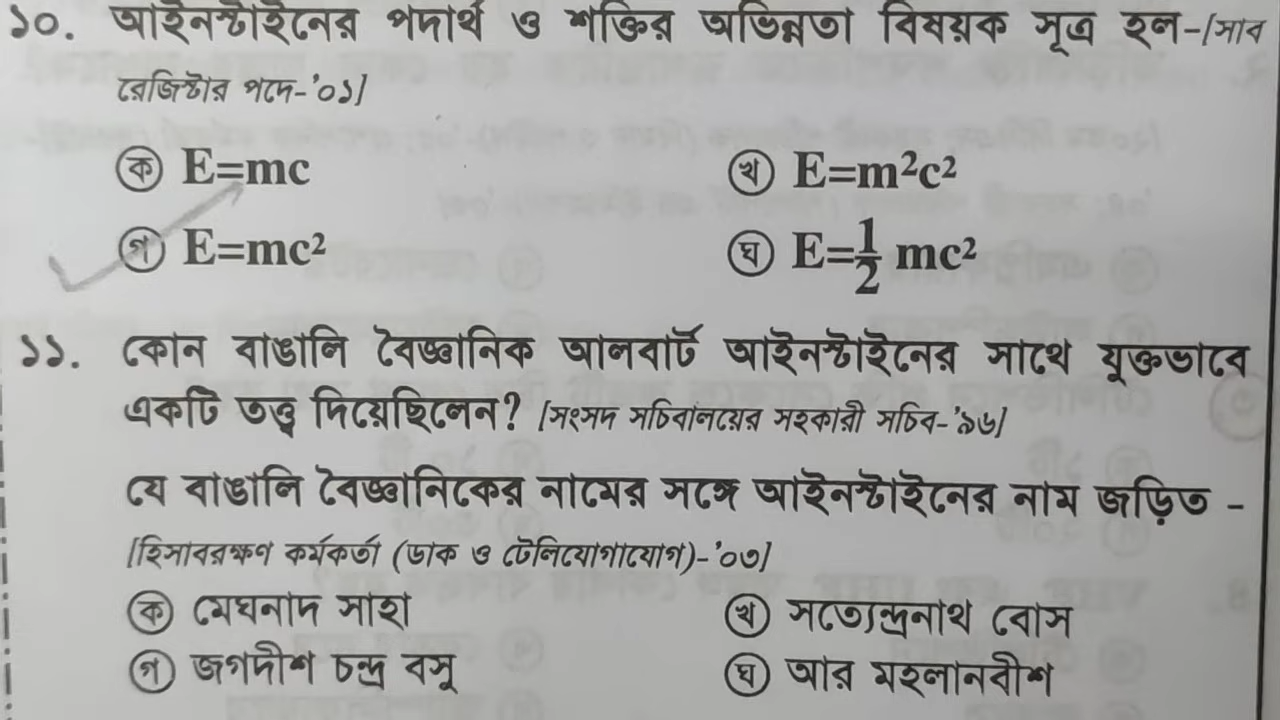 ১০. আইনস্টাইনের পদার্থ ও শক্তির অভিন্নতা বিষয়ক সূত্র হল-[সাব
রেজিস্টার পদে-'০১]
ক E=mc খ E=m²c²
গ E=mc² ঘ E=1/2 mc²
১১. কোন বাঙালি বৈজ্ঞানিক আলবার্ট আইনস্টাইনের সাথে যুক্তভাবে
একটি তত্ত্ব দিয়েছিলেন? [সংসদ সচিবালয়ের সহকারী সচিব-'৯৬]
যে বাঙালি বৈজ্ঞানিকের নামের সঙ্গে আইনস্টাইনের নাম জড়িত -
[হিসাবরক্ষণ কর্মকর্তা (ডাক ও টেলিযোগাযোগ)-'০৩]
ক মেঘনাদ সাহা খ সত্যেন্দ্রনাথ বোস
গ জগদীশ চন্দ্র বসু ঘ আর মহলানবীশ